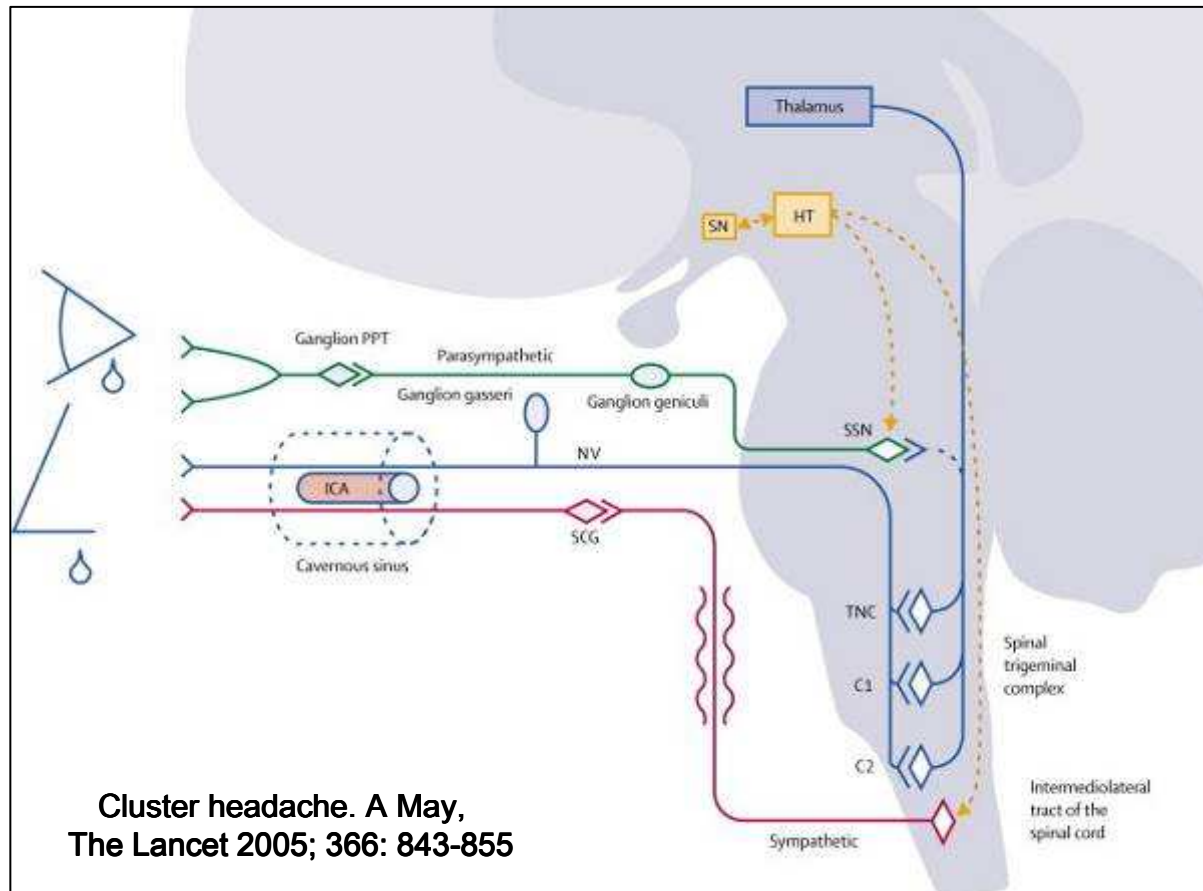 Thalamus
HT
SN
Ganglion PPT
Parasympathetic
Ganglion gasseri
Ganglion geniculi
SSN
NV
ICA
SCG
Cavernous sinus
TNC
Spinal
trigeminal
complex
C1
C2
Intermediolateral
tract of the
spinal cord
Sympathetic
Cluster headache. A May,
The Lancet 2005; 366: 843-855